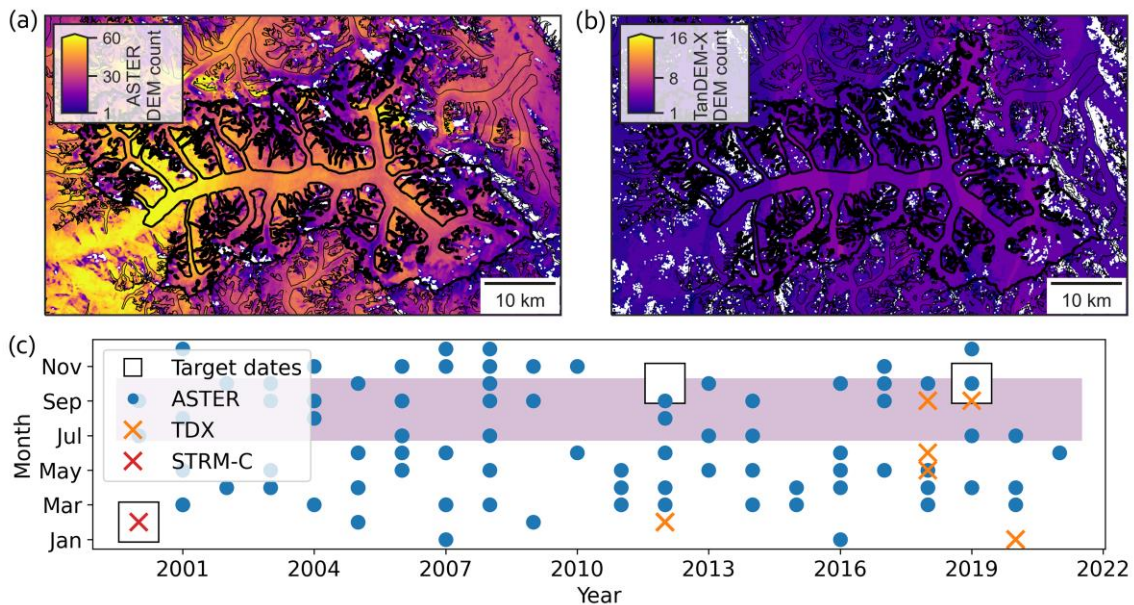 (a)
60
30
1
ASTER
DEM count
10 km
(b)
16
8
1
TanDEM-X
DEM count
10 km
(c)
Target dates
ASTER
TDX
STRM-C
Month
Nov
Sep
Jul
May
Mar
Jan
2001 2004 2007 2010 2013 2016 2019 2022
Year